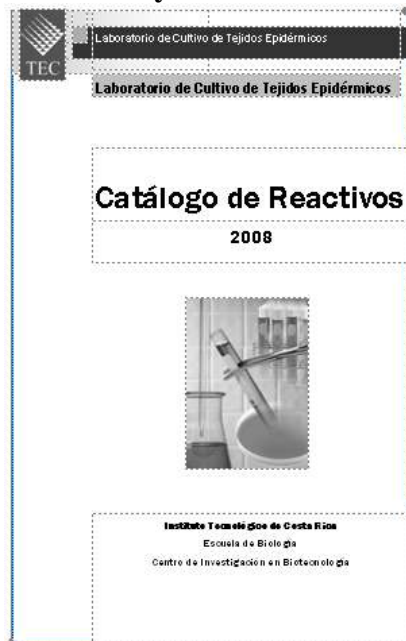 Laboratorio de Cultivo de Tejidos Epidérmicos
TEC
Laboratorio de Cultivo de Tejidos Epidérmicos
Catálogo de Reactivos
2008
Instituto Tecnológico de Costa Rica
Escuela de Biología
Centro de Investigación en Biotecnología